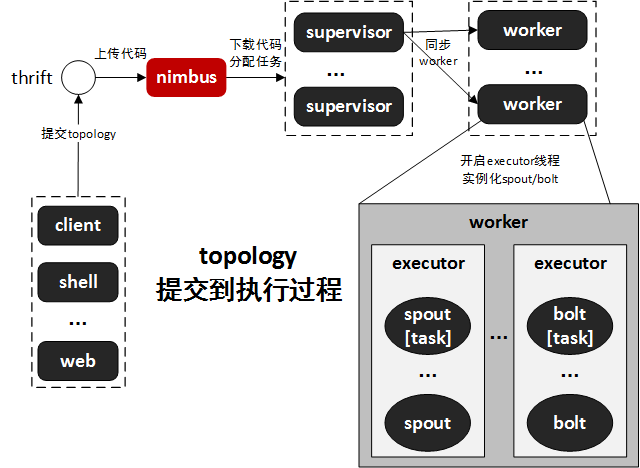 thrift
上传代码
nimbus
下载代码
分配任务
supervisor
...
supervisor
同步
worker
worker
...
worker
提交topology
client
shell
...
web
topology
提交到执行过程
开启executor线程
实例化spout/bolt
worker
executor
spout
[task]
...
spout
...
executor
bolt
[task]
...
bolt